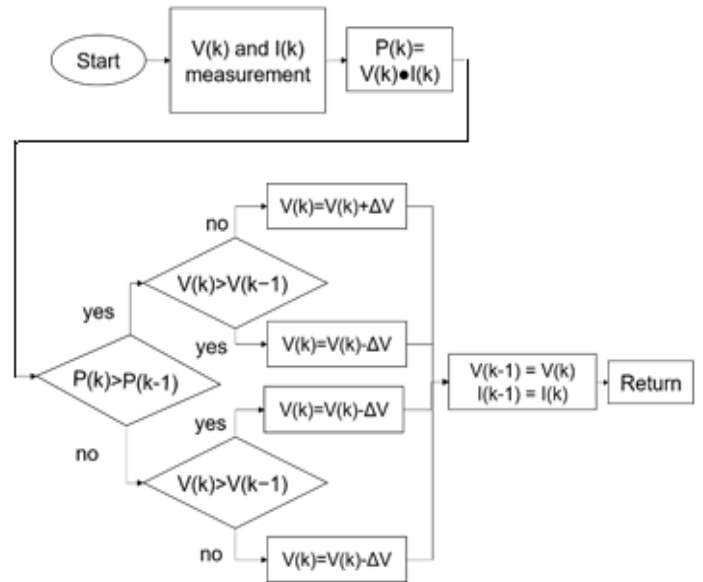 Start
V(k) and I(k)
measurement
P(k)=
V(k)●I(k)
no
V(k)=V(k)+ΔV
V(k)>V(k−1)
yes
yes
V(k)=V(k)-ΔV
P(k)>P(k-1)
V(k-1) = V(k)
I(k-1) = I(k)
Return
yes
V(k)=V(k)-ΔV
no
V(k)>V(k−1)
no
V(k)=V(k)-ΔV